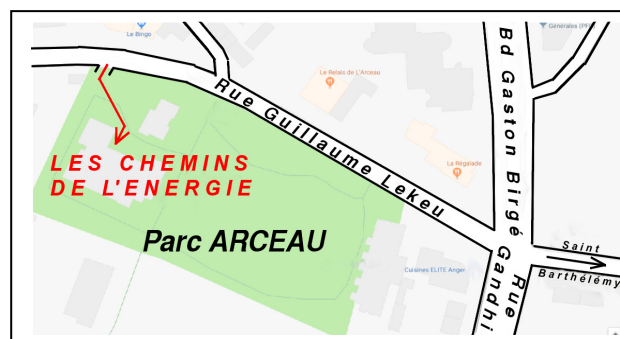 Le Bingo
Générales (PF
Le Relais de L'Arceau
Rue Guillaume Lekeu
Bd Gaston Birgé
La Régalade
LES CHEMINS
DE L'ENERGIE
Parc ARCEAU
Cuisines ELITE Anger
Rue Gandhi
Saint
Barthélémy